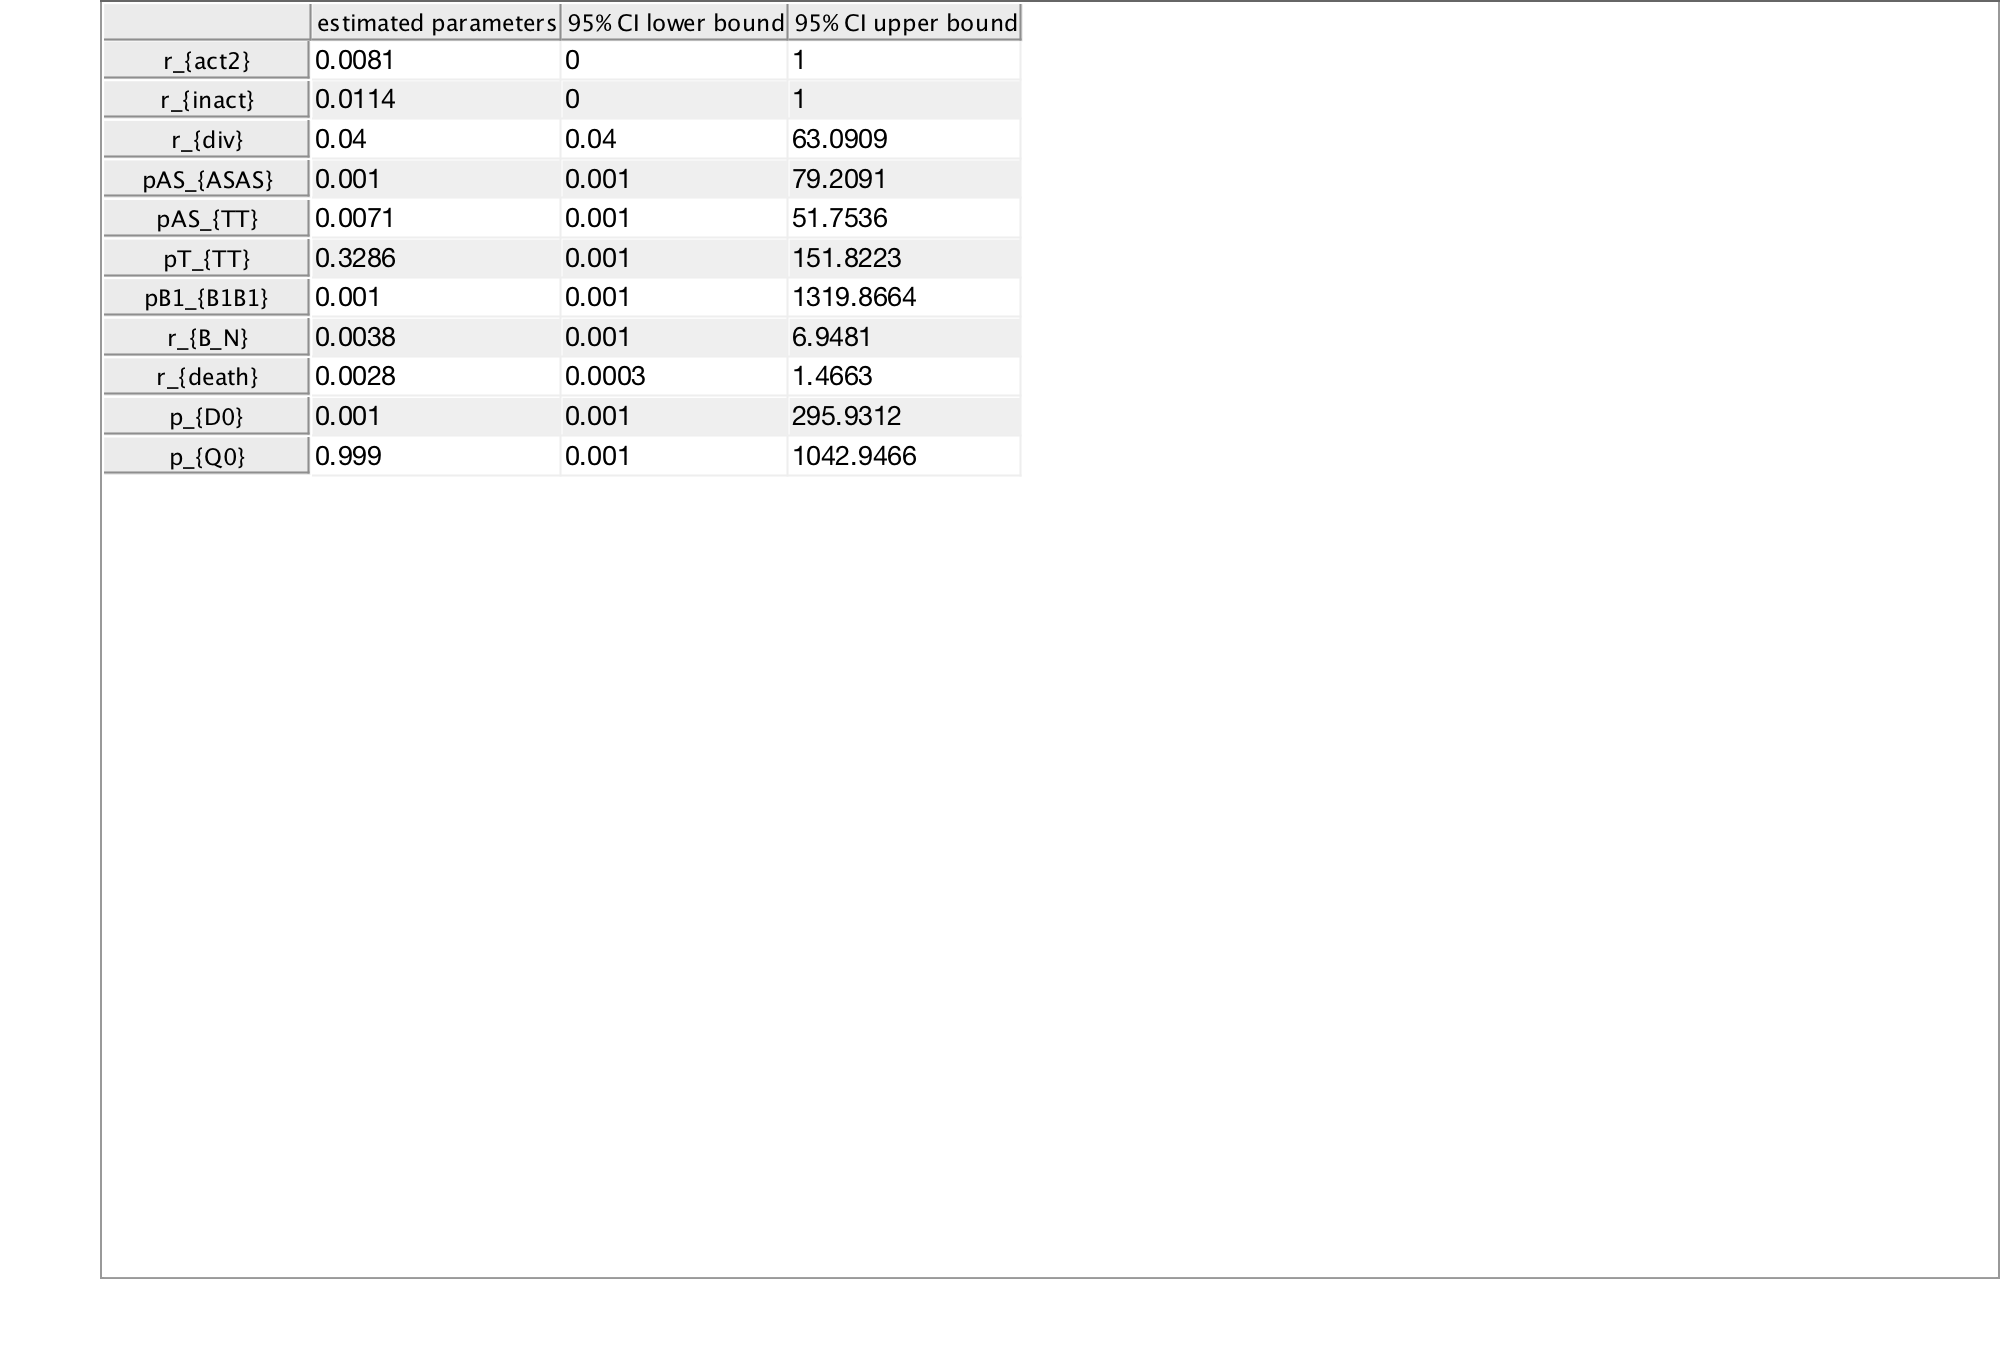 estimated parameters 95% CI lower bound 95% CI upper bound
r_{act2} 0.0081 0 1
r_{inact} 0.0114 0 1
r_{div} 0.04 0.04 63.0909
pAS_{ASAS} 0.001 0.001 79.2091
pAS_{TT} 0.0071 0.001 51.7536
pT_{TT} 0.3286 0.001 151.8223
pB1_{B1B1} 0.001 0.001 1319.8664
r_{B_N} 0.0038 0.001 6.9481
r_{death} 0.0028 0.0003 1.4663
p_{D0} 0.001 0.001 295.9312
p_{Q0} 0.999 0.001 1042.9466